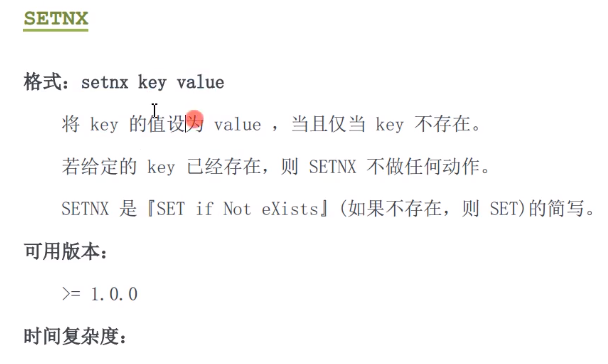 SETNX
格式：setnx key value
将 key 的值设为 value ，当且仅当 key 不存在。
若给定的 key 已经存在，则 SETNX 不做任何动作。
SETNX 是『SET if Not eXists』(如果不存在，则 SET)的简写。
可用版本：
>= 1.0.0
时间复杂度：